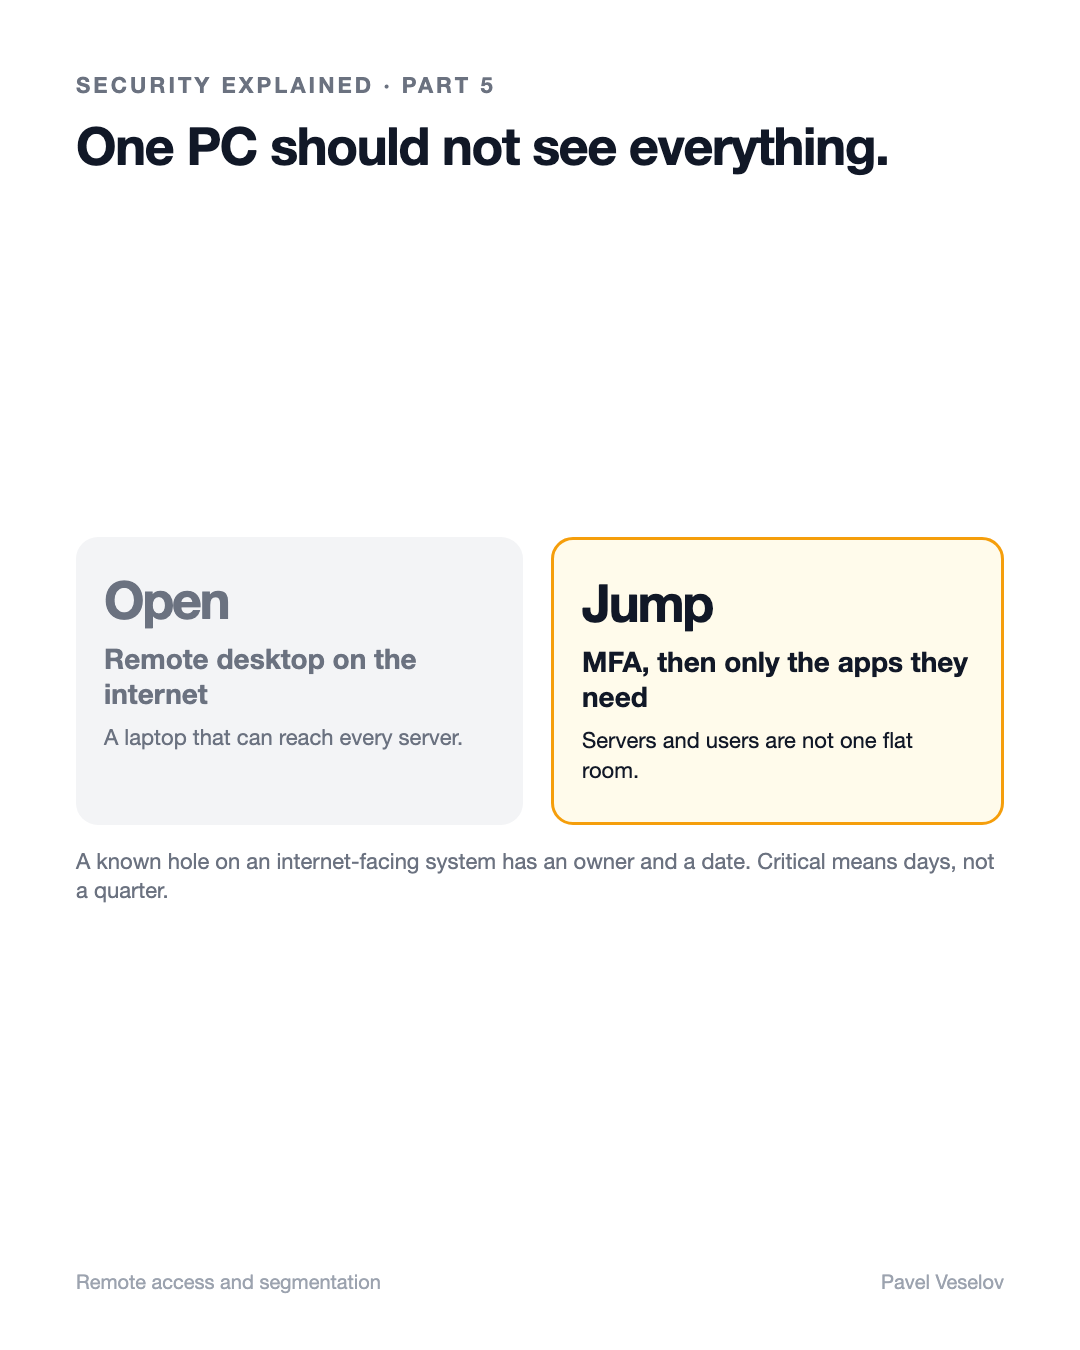 SECURITY EXPLAINED · PART 5
One PC should not see everything.
Open
Remote desktop on the
internet
A laptop that can reach every server.
Jump
MFA, then only the apps they
need
Servers and users are not one flat
room.
A known hole on an internet-facing system has an owner and a date. Critical means days, not
a quarter.
Remote access and segmentation
Pavel Veselov